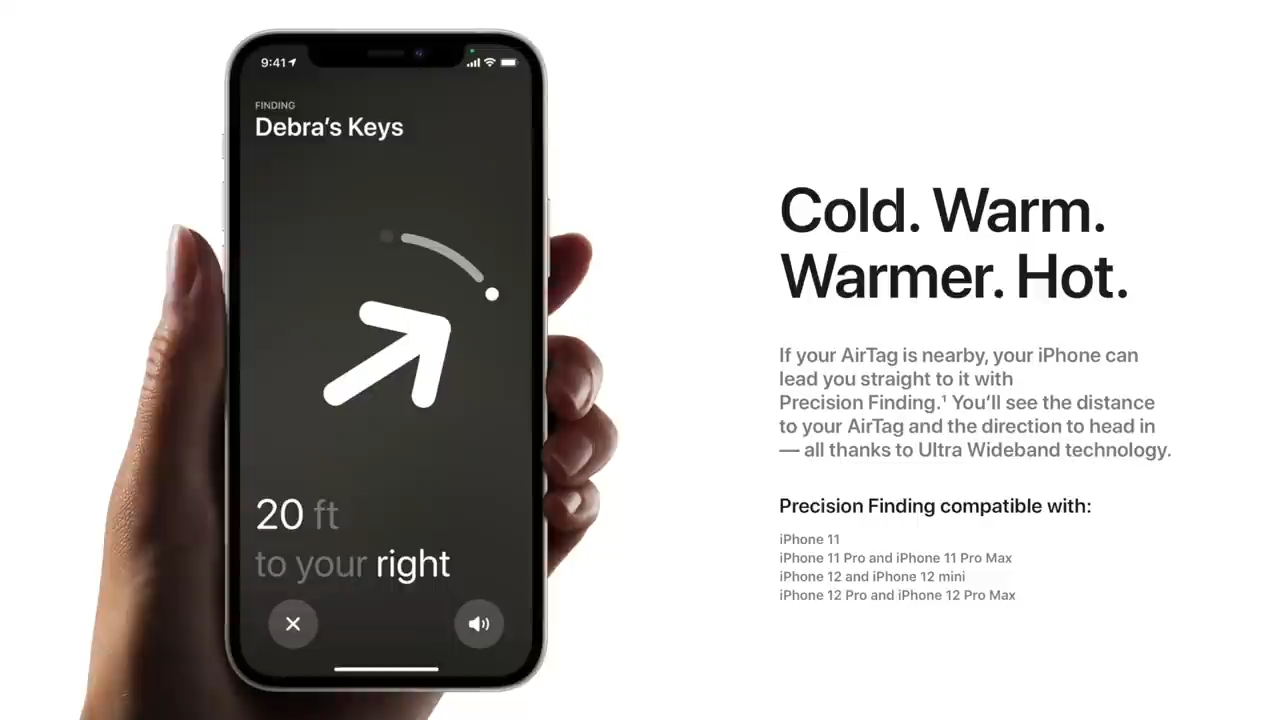 9:41
FINDING
Debra's Keys
20 ft
to your right
Cold. Warm.
Warmer. Hot.
If your AirTag is nearby, your iPhone can
lead you straight to it with
Precision Finding.¹ You'll see the distance
to your AirTag and the direction to head in
— all thanks to Ultra Wideband technology.
Precision Finding compatible with:
iPhone 11
iPhone 11 Pro and iPhone 11 Pro Max
iPhone 12 and iPhone 12 mini
iPhone 12 Pro and iPhone 12 Pro Max